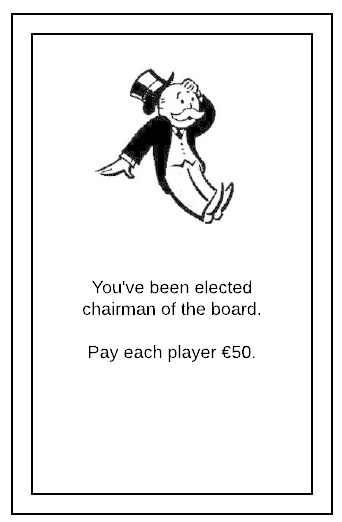 You've been elected
chairman of the board.
Pay each player €50.